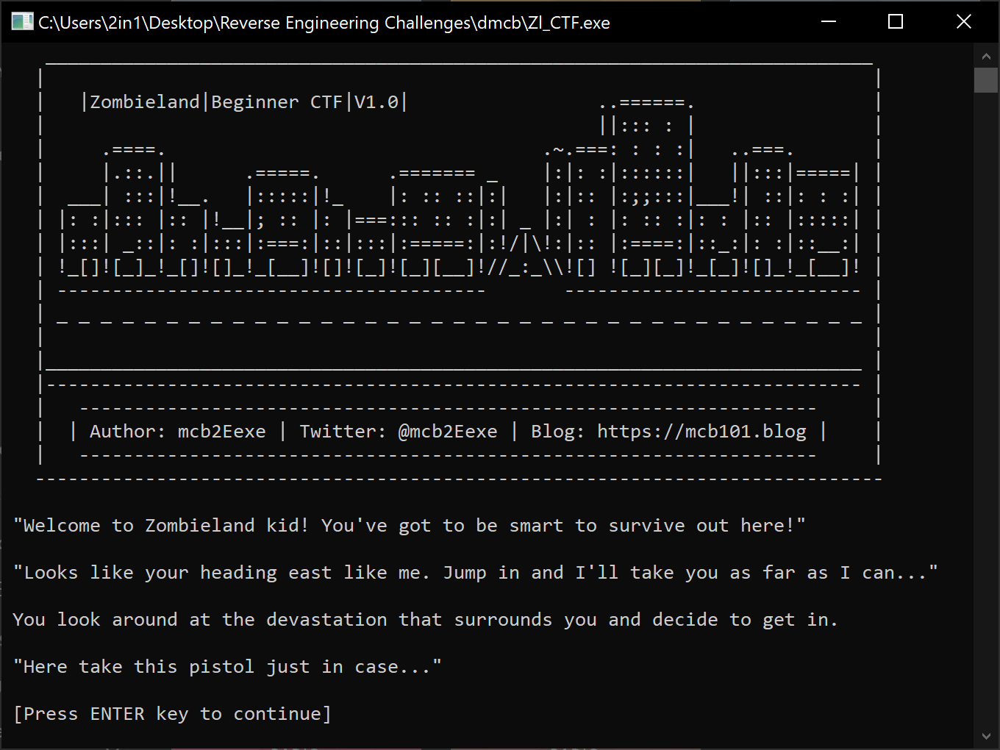 C:\Users\2in1\Desktop\Reverse Engineering Challenges\dmcb\Zl_CTF.exe
|Zombieland|Beginner CTF|V1.0|
| Author: mcb2Eexe | Twitter: @mcb2Eexe | Blog: https://mcb101.blog |
"Welcome to Zombieland kid! You've got to be smart to survive out here!"
"Looks like your heading east like me. Jump in and I'll take you as far as I can..."
You look around at the devastation that surrounds you and decide to get in.
"Here take this pistol just in case..."
[Press ENTER key to continue]